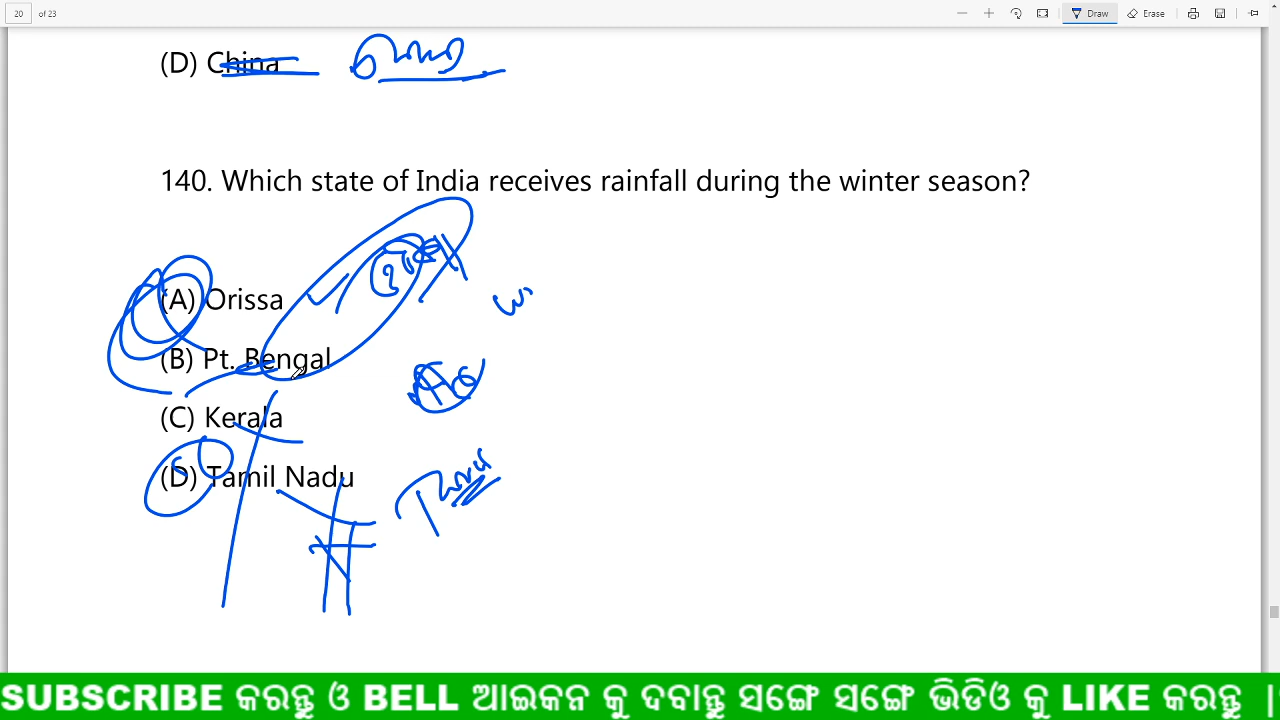 20 of 23 Draw Erase
(D) China
140. Which state of India receives rainfall during the winter season?
(A) Orissa
(B) Pt. Bengal
(C) Kerala
(D) Tamil Nadu
SUBSCRIBE କରନ୍ତୁ ଓ BELL ଆଇକନ କୁ ଦବାନ୍ତୁ ସଙ୍ଗେ ସଙ୍ଗେ ଭିଡିଓ କୁ LIKE କରନ୍ତୁ |